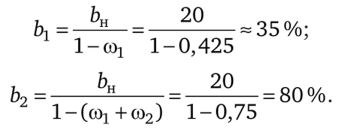 b₁ = bн / (1 − ω₁) = 20 / (1 − 0,425) ≈ 35 %;
b₂ = bн / (1 − (ω₁ + ω₂)) = 20 / (1 − 0,75) = 80 %.